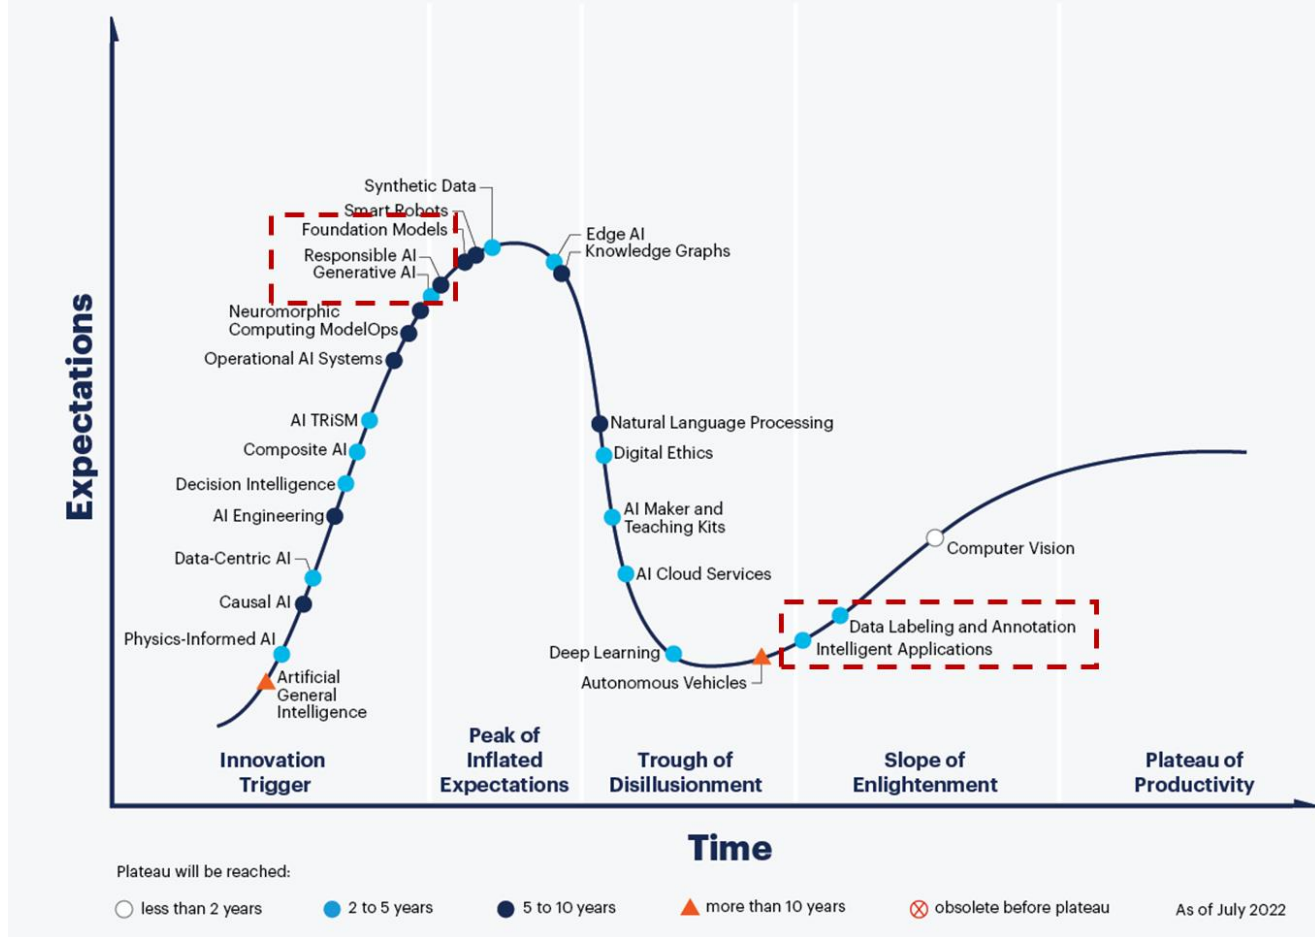 Expectations
Synthetic Data
Smart Robots
Foundation Models
Responsible AI
Generative AI
Neuromorphic
Computing ModelOps
Operational AI Systems
AI TRiSM
Composite AI
Decision Intelligence
AI Engineering
Data-Centric AI
Causal AI
Physics-Informed AI
Artificial
General
Intelligence
Edge AI
Knowledge Graphs
Natural Language Processing
Digital Ethics
AI Maker and
Teaching Kits
AI Cloud Services
Deep Learning
Autonomous Vehicles
Computer Vision
Data Labeling and Annotation
Intelligent Applications
Innovation
Trigger
Peak of
Inflated
Expectations
Trough of
Disillusionment
Slope of
Enlightenment
Plateau of
Productivity
Time
Plateau will be reached:
less than 2 years
2 to 5 years
5 to 10 years
more than 10 years
obsolete before plateau
As of July 2022